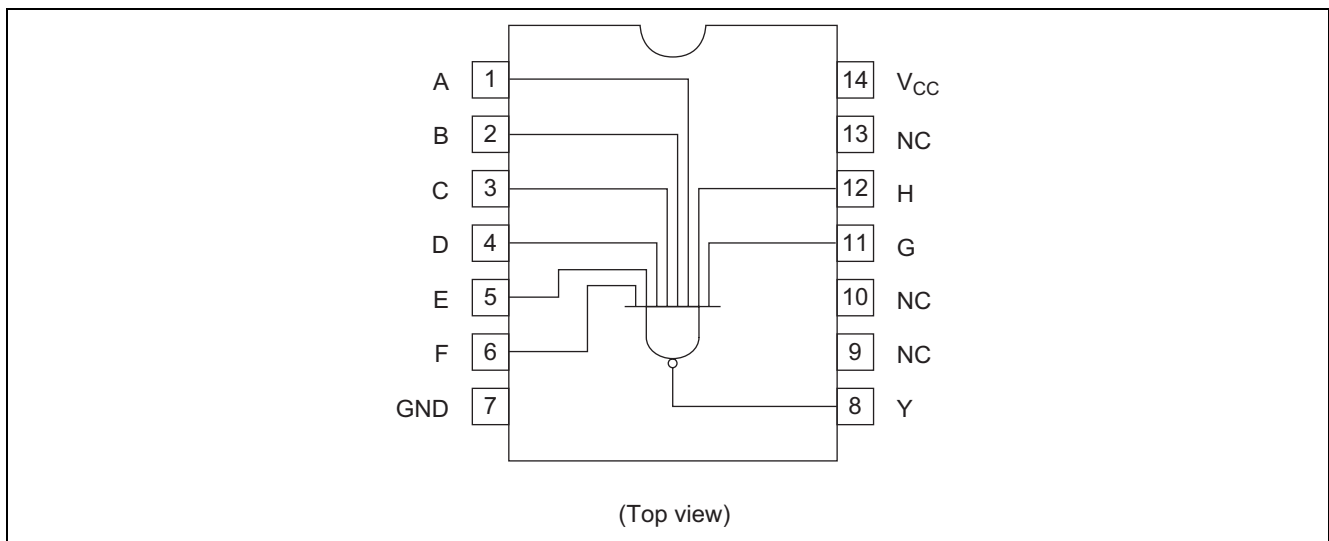 A 1 14 VCC
B 2 13 NC
C 3 12 H
D 4 11 G
E 5 10 NC
F 6 9 NC
GND 7 8 Y
(Top view)